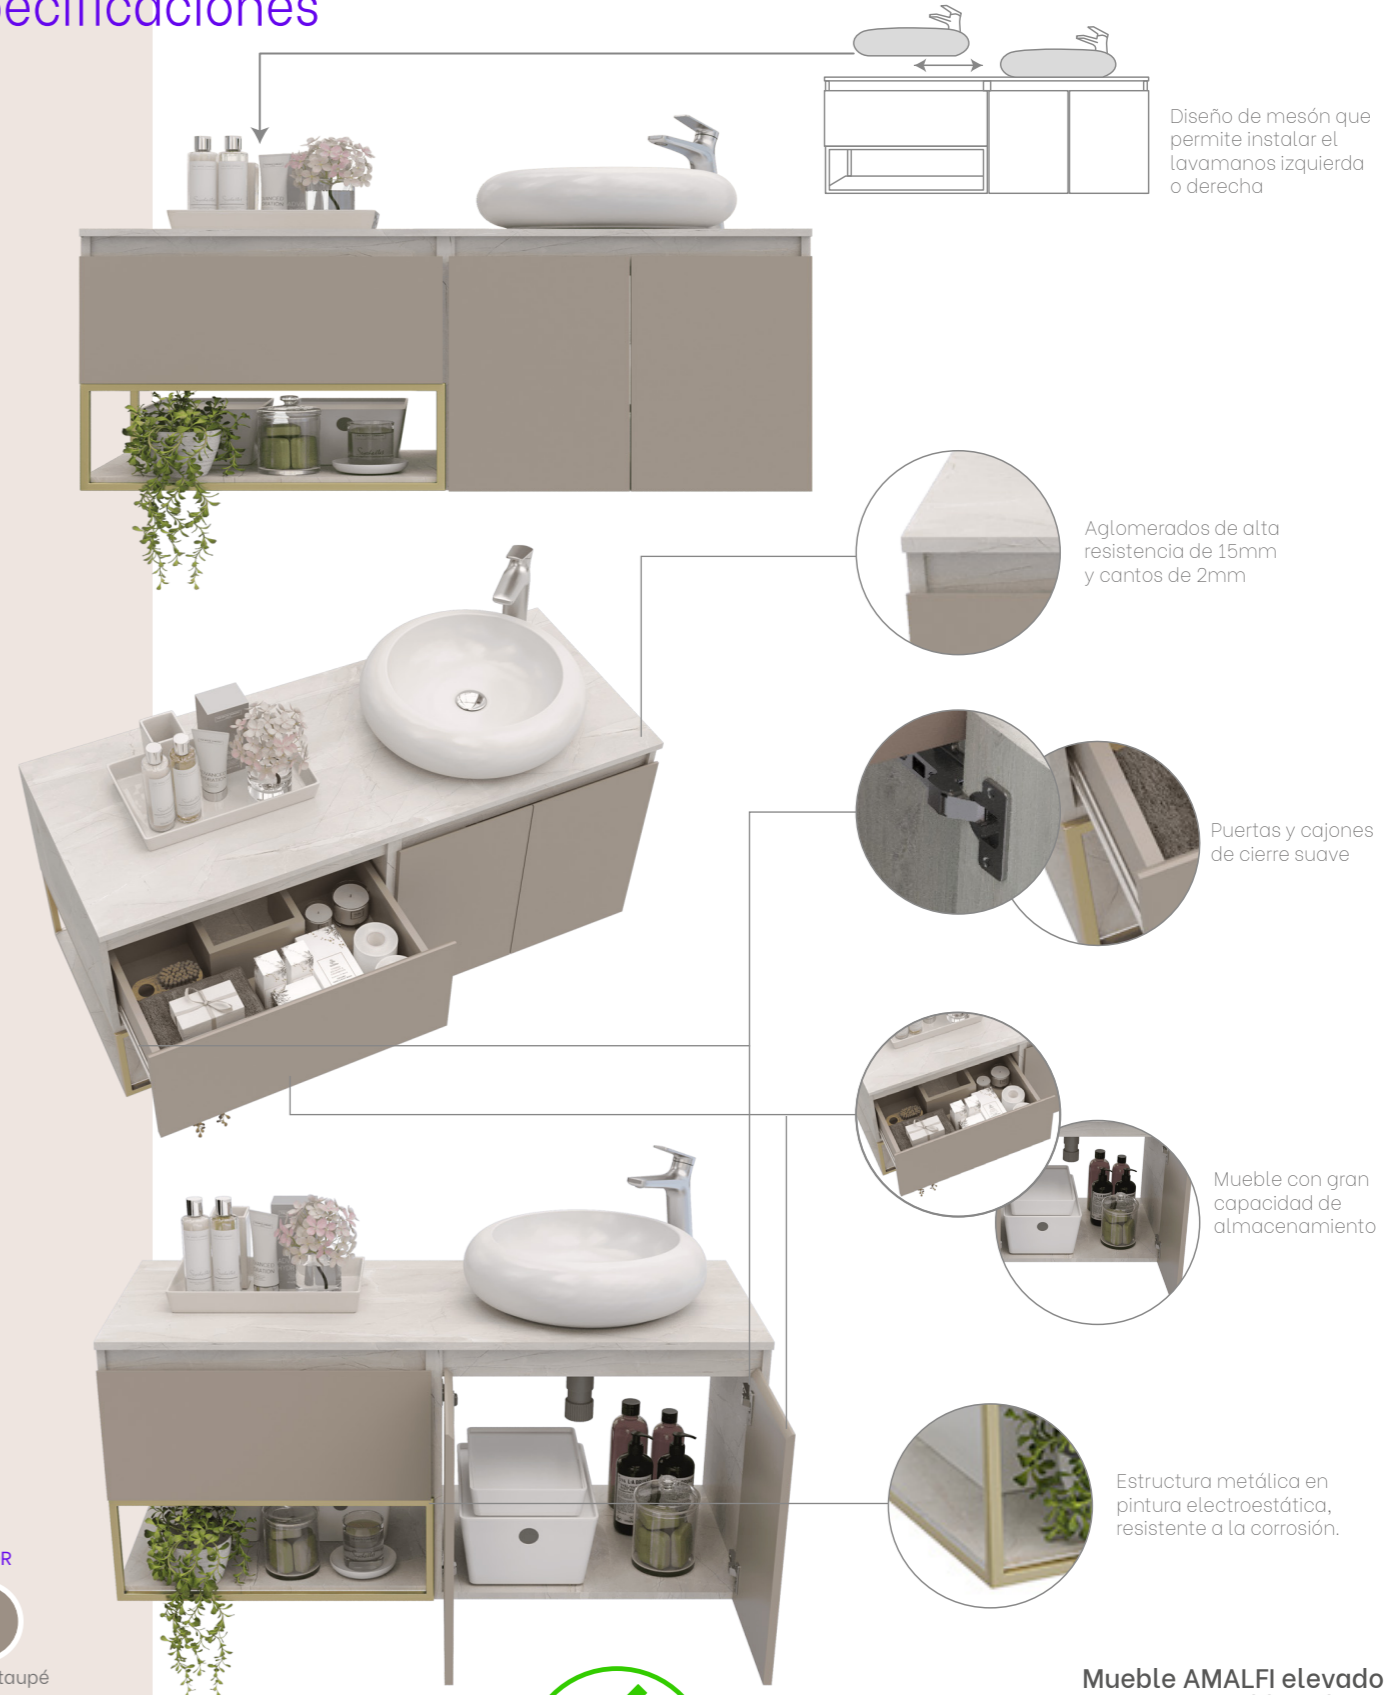 pecificaciones
Diseño de mesón que
permite instalar el
lavamanos izquierda
o derecha
Aglomerados de alta
resistencia de 15mm
y cantos de 2mm
Puertas y cajones
de cierre suave
Mueble con gran
capacidad de
almacenamiento
Estructura metálica en
pintura electroestática,
resistente a la corrosión.
R
taupé
Mueble AMALFI elevado